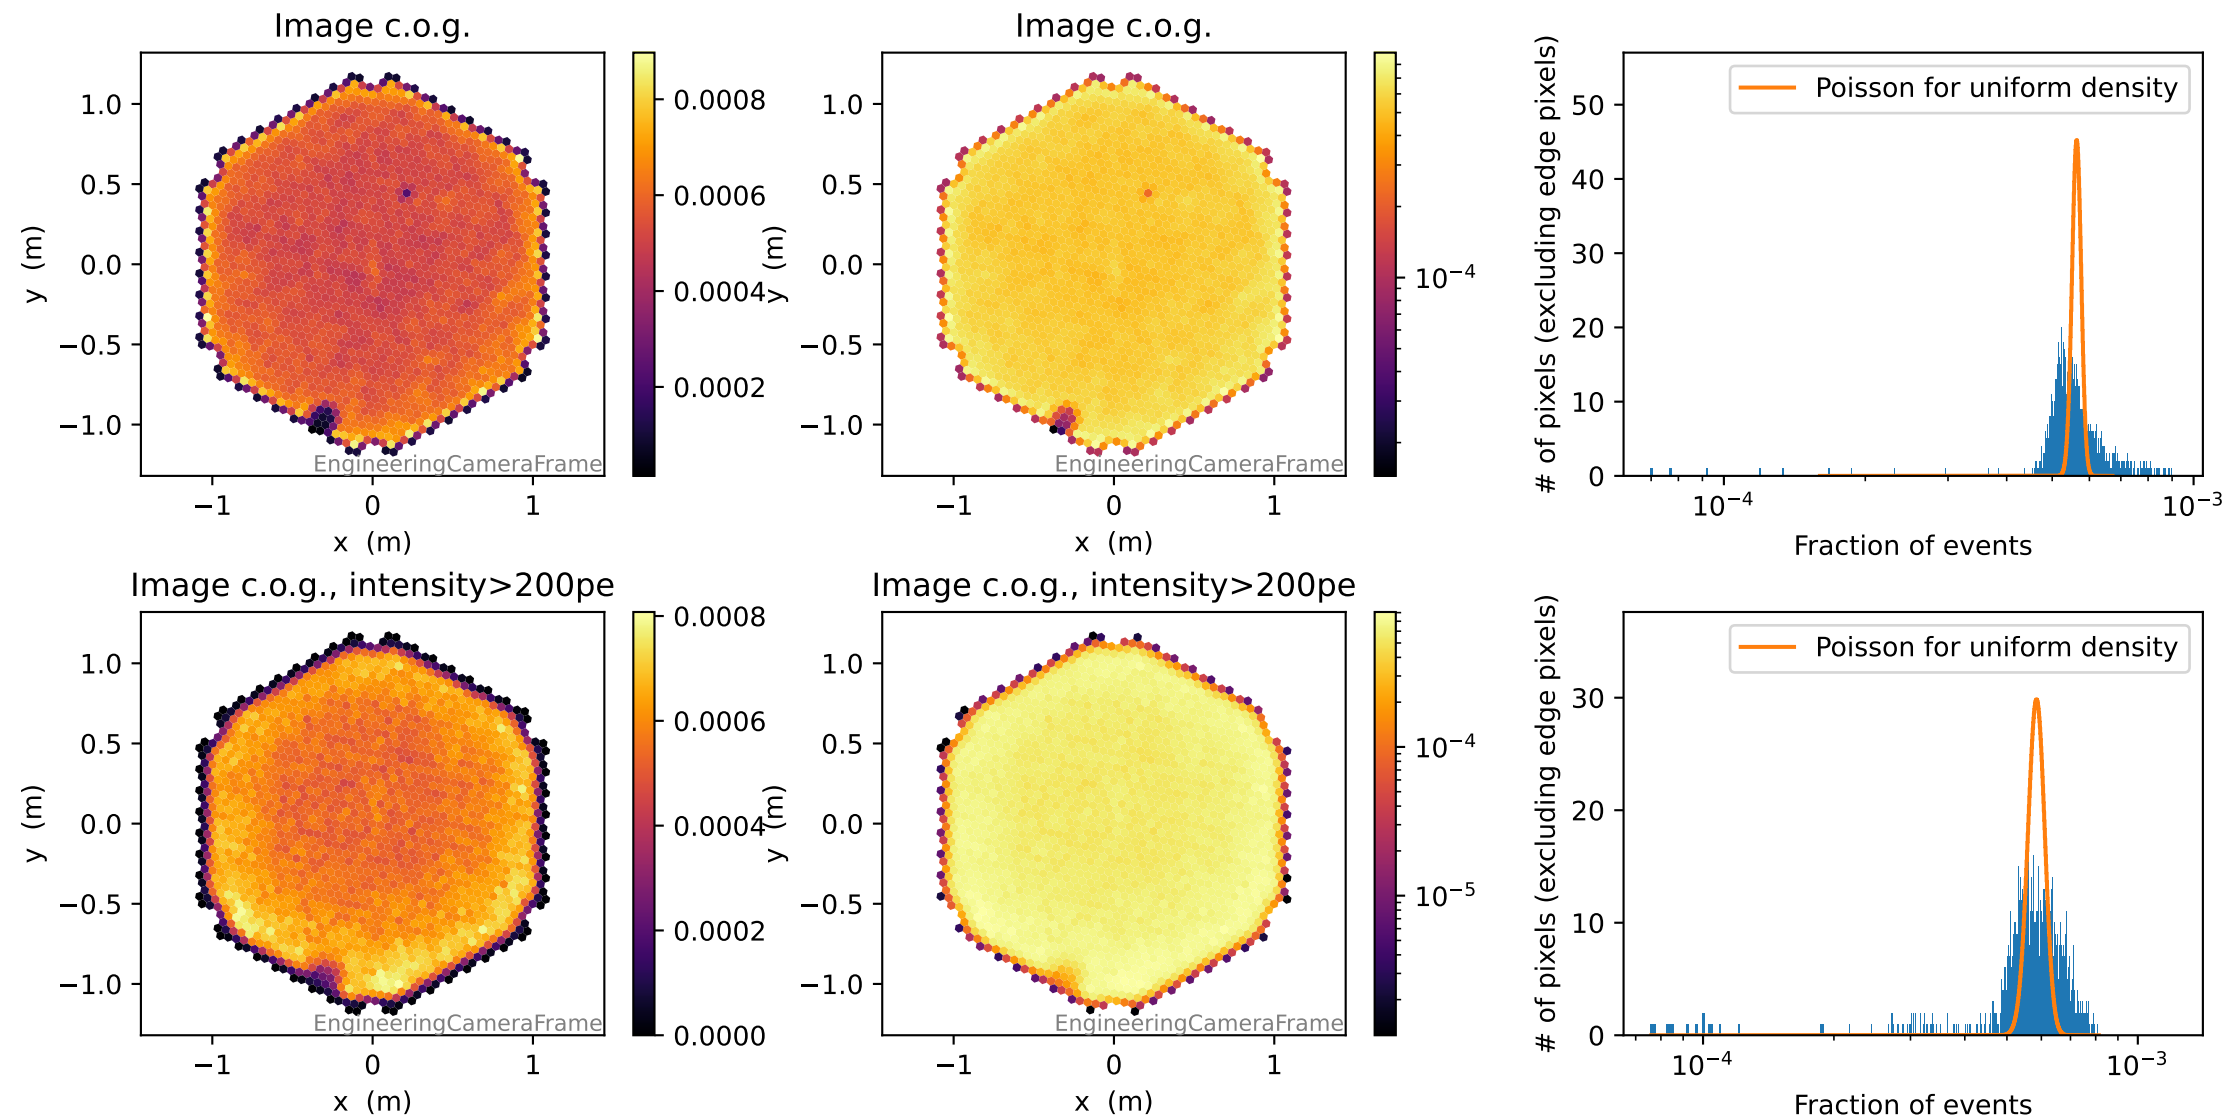 Image c.o.g.
1.0
0.5
0.0
−0.5
−1.0
y (m)
−1
0
1
x (m)
EngineeringCameraFrame
0.0008
0.0006
0.0004
0.0002
Image c.o.g.
1.0
0.5
0.0
−0.5
−1.0
y (m)
−1
0
1
x (m)
EngineeringCameraFrame
10⁻⁴
Poisson for uniform density
# of pixels (excluding edge pixels)
50
40
30
20
10
0
10⁻⁴
10⁻³
Fraction of events
Image c.o.g., intensity>200pe
1.0
0.5
0.0
−0.5
−1.0
y (m)
−1
0
1
x (m)
EngineeringCameraFrame
0.0008
0.0006
0.0004
0.0002
0.0000
Image c.o.g., intensity>200pe
1.0
0.5
0.0
−0.5
−1.0
y (m)
−1
0
1
x (m)
EngineeringCameraFrame
10⁻⁴
10⁻⁵
Poisson for uniform density
# of pixels (excluding edge pixels)
30
20
10
0
10⁻⁴
10⁻³
Fraction of events